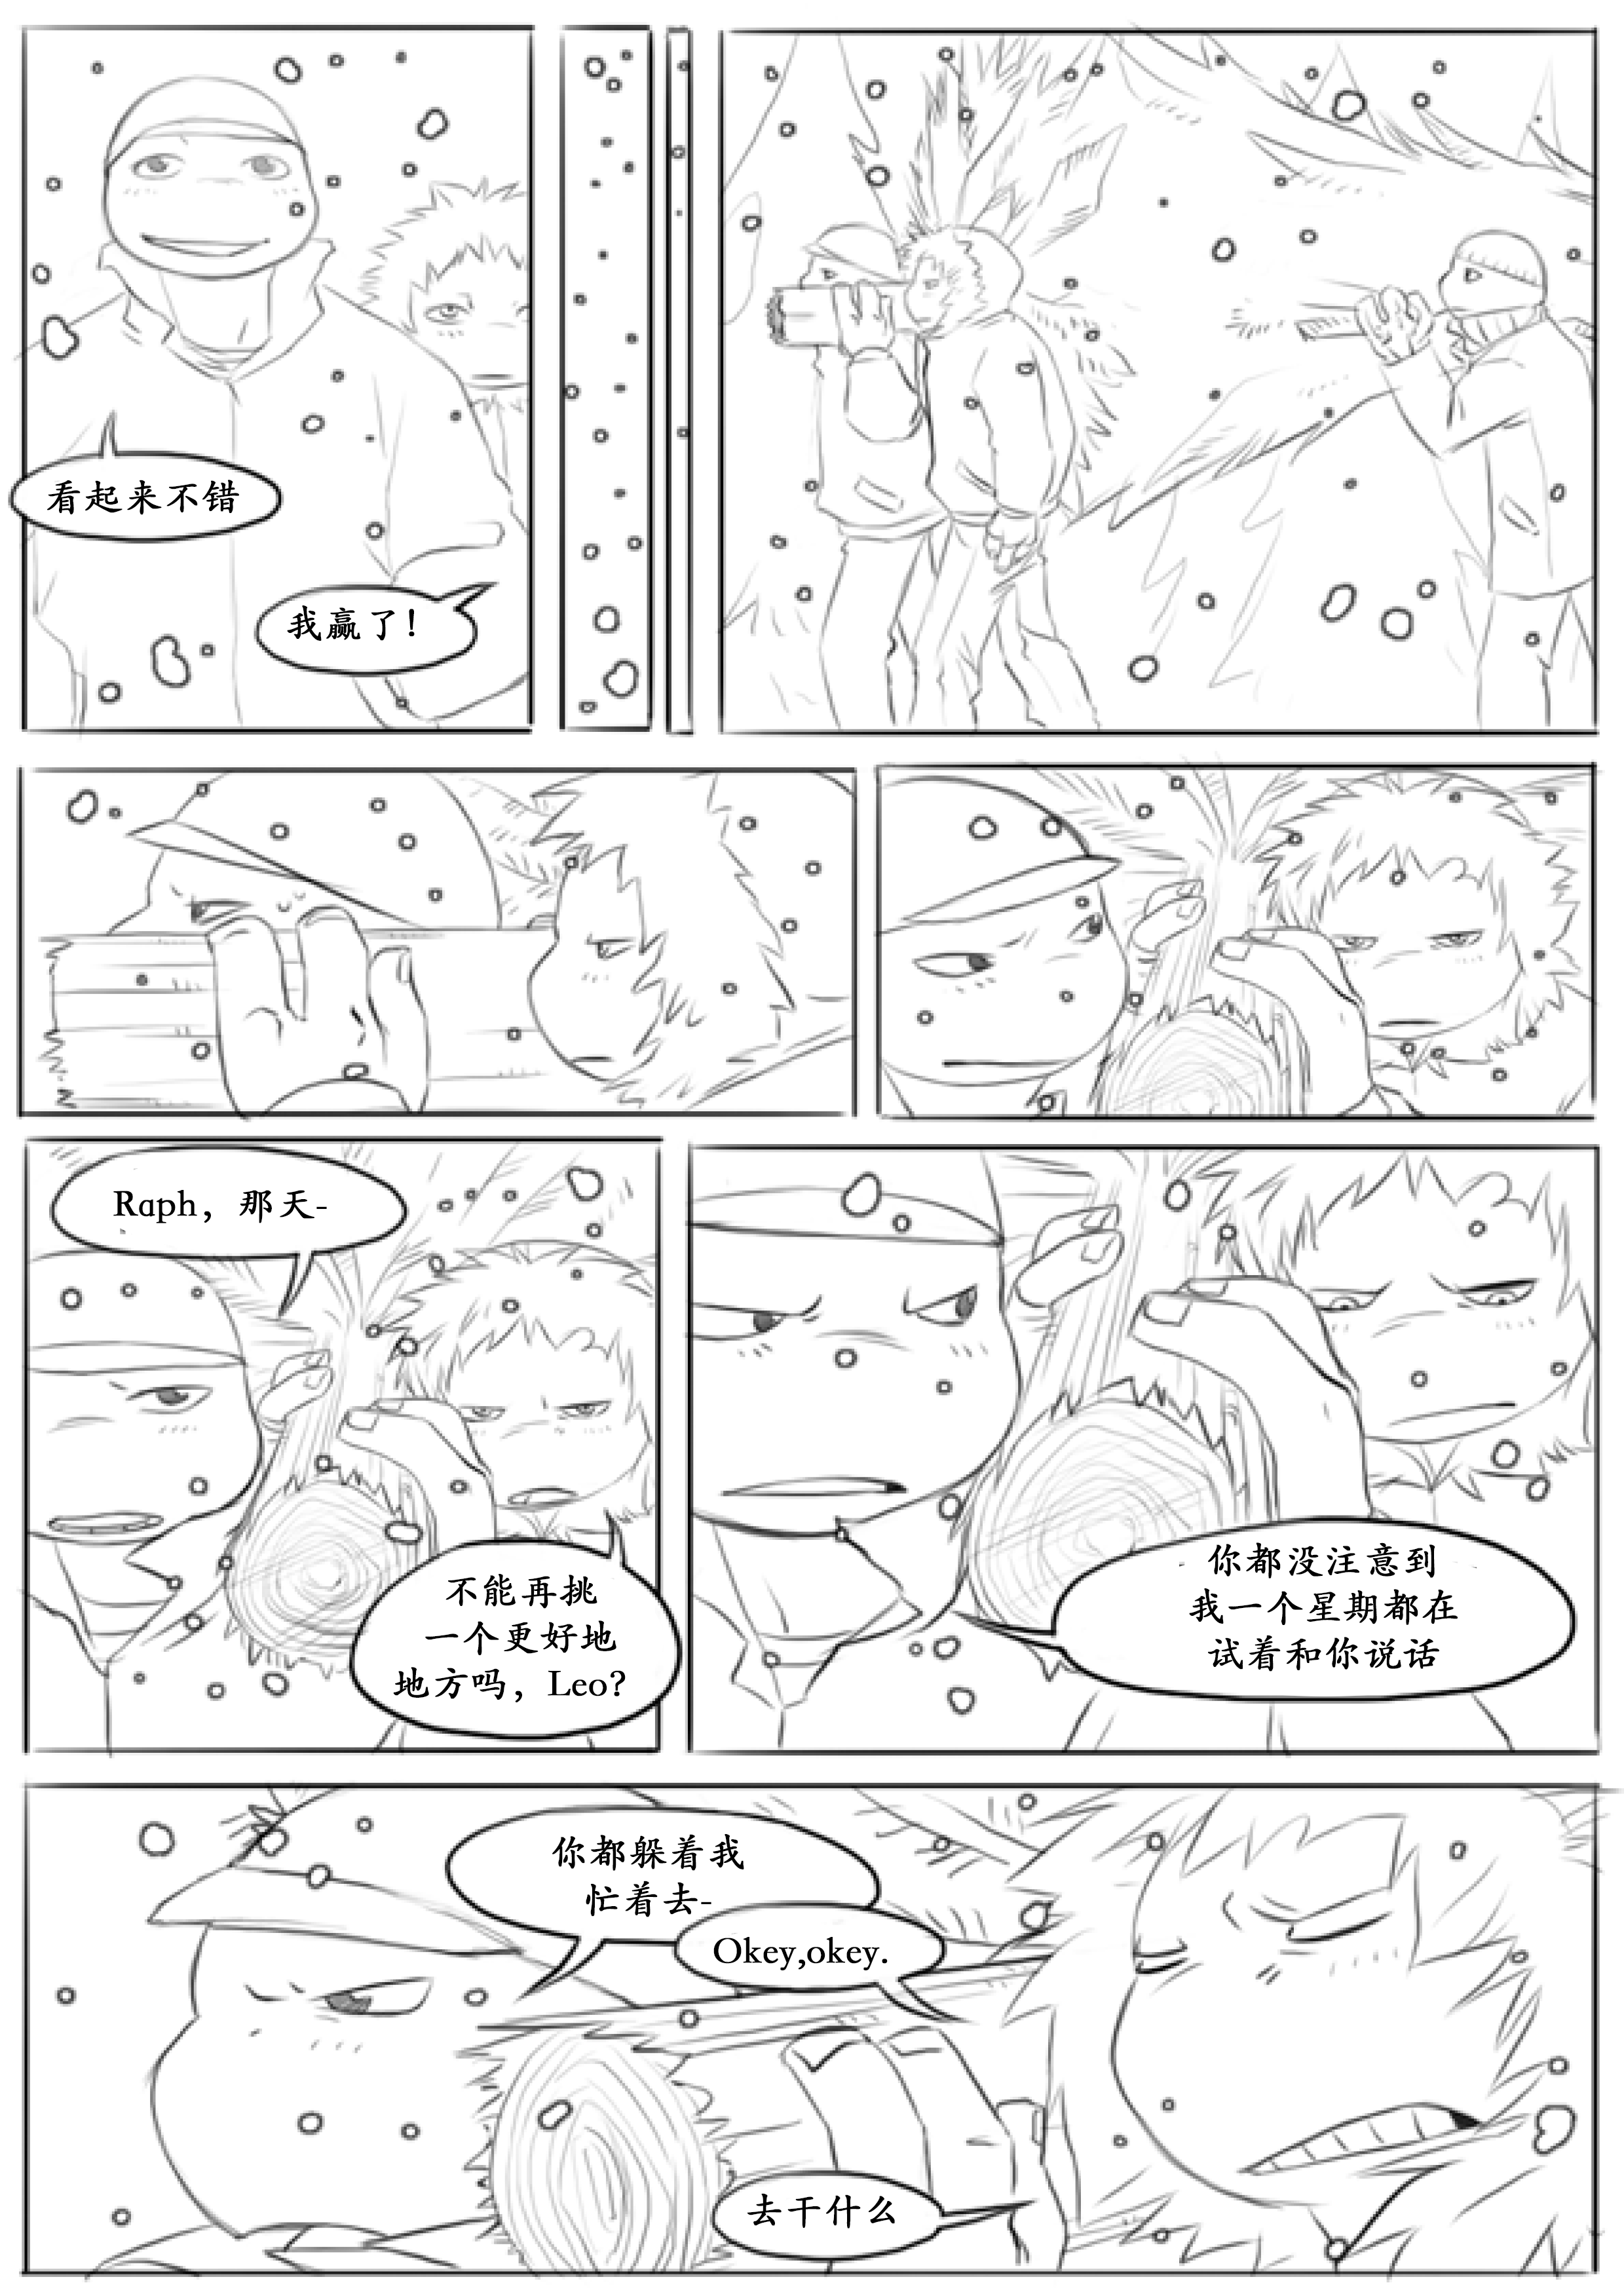 看起来不错
我赢了！
Raph，那天-
不能再挑
一个更好地
地方吗，Leo?
你都没注意到
我一个星期都在
试着和你说话
你都躲着我
忙着去-
Okey,okey.
去干什么